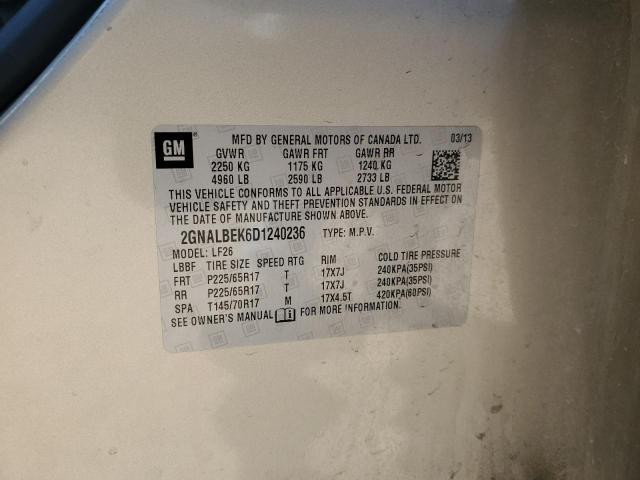 GM ®
MFD BY GENERAL MOTORS OF CANADA LTD. 03/13
GVWR GAWR FRT GAWR RR
2250 KG 1175 KG 1240 KG
4960 LB 2590 LB 2733 LB
THIS VEHICLE CONFORMS TO ALL APPLICABLE U.S. FEDERAL MOTOR
VEHICLE SAFETY AND THEFT PREVENTION STANDARDS IN EFFECT ON
THE DATE OF MANUFACTURE SHOWN ABOVE.
2GNALBEK6D1240236 TYPE: M.P.V.
MODEL: LF26
LBBF TIRE SIZE SPEED RTG RIM COLD TIRE PRESSURE
FRT P225/65R17 T 17X7J 240KPA(35PSI)
RR P225/65R17 T 17X7J 240KPA(35PSI)
SPA T145/70R17 M 17X4.5T 420KPA(60PSI)
SEE OWNER'S MANUAL FOR MORE INFORMATION.